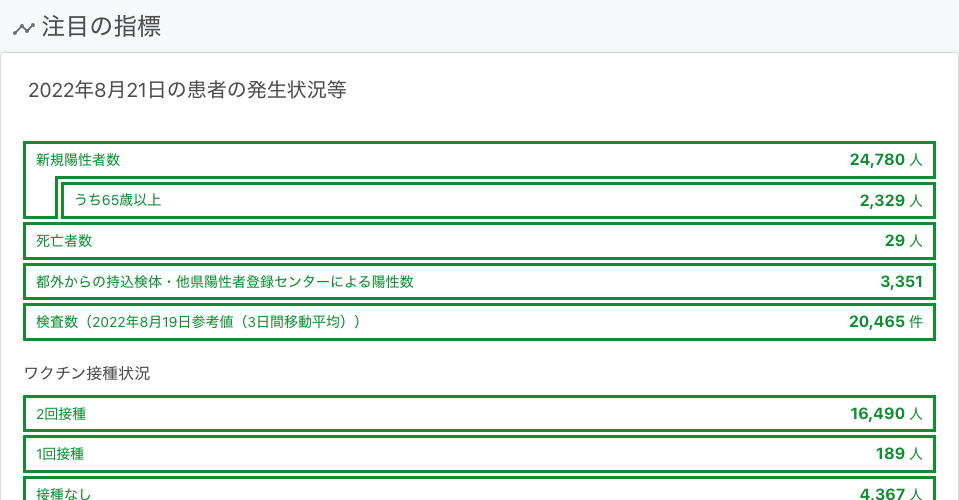 注目の指標
2022年8月21日の患者の発生状況等
新規陽性者数 24,780 人
うち65歳以上 2,329 人
死亡者数 29 人
都外からの持込検体・他県陽性者登録センターによる陽性数 3,351
検査数（2022年8月19日参考値（3日間移動平均）） 20,465 件
ワクチン接種状況
2回接種 16,490 人
1回接種 189 人
接種なし 4,367 人